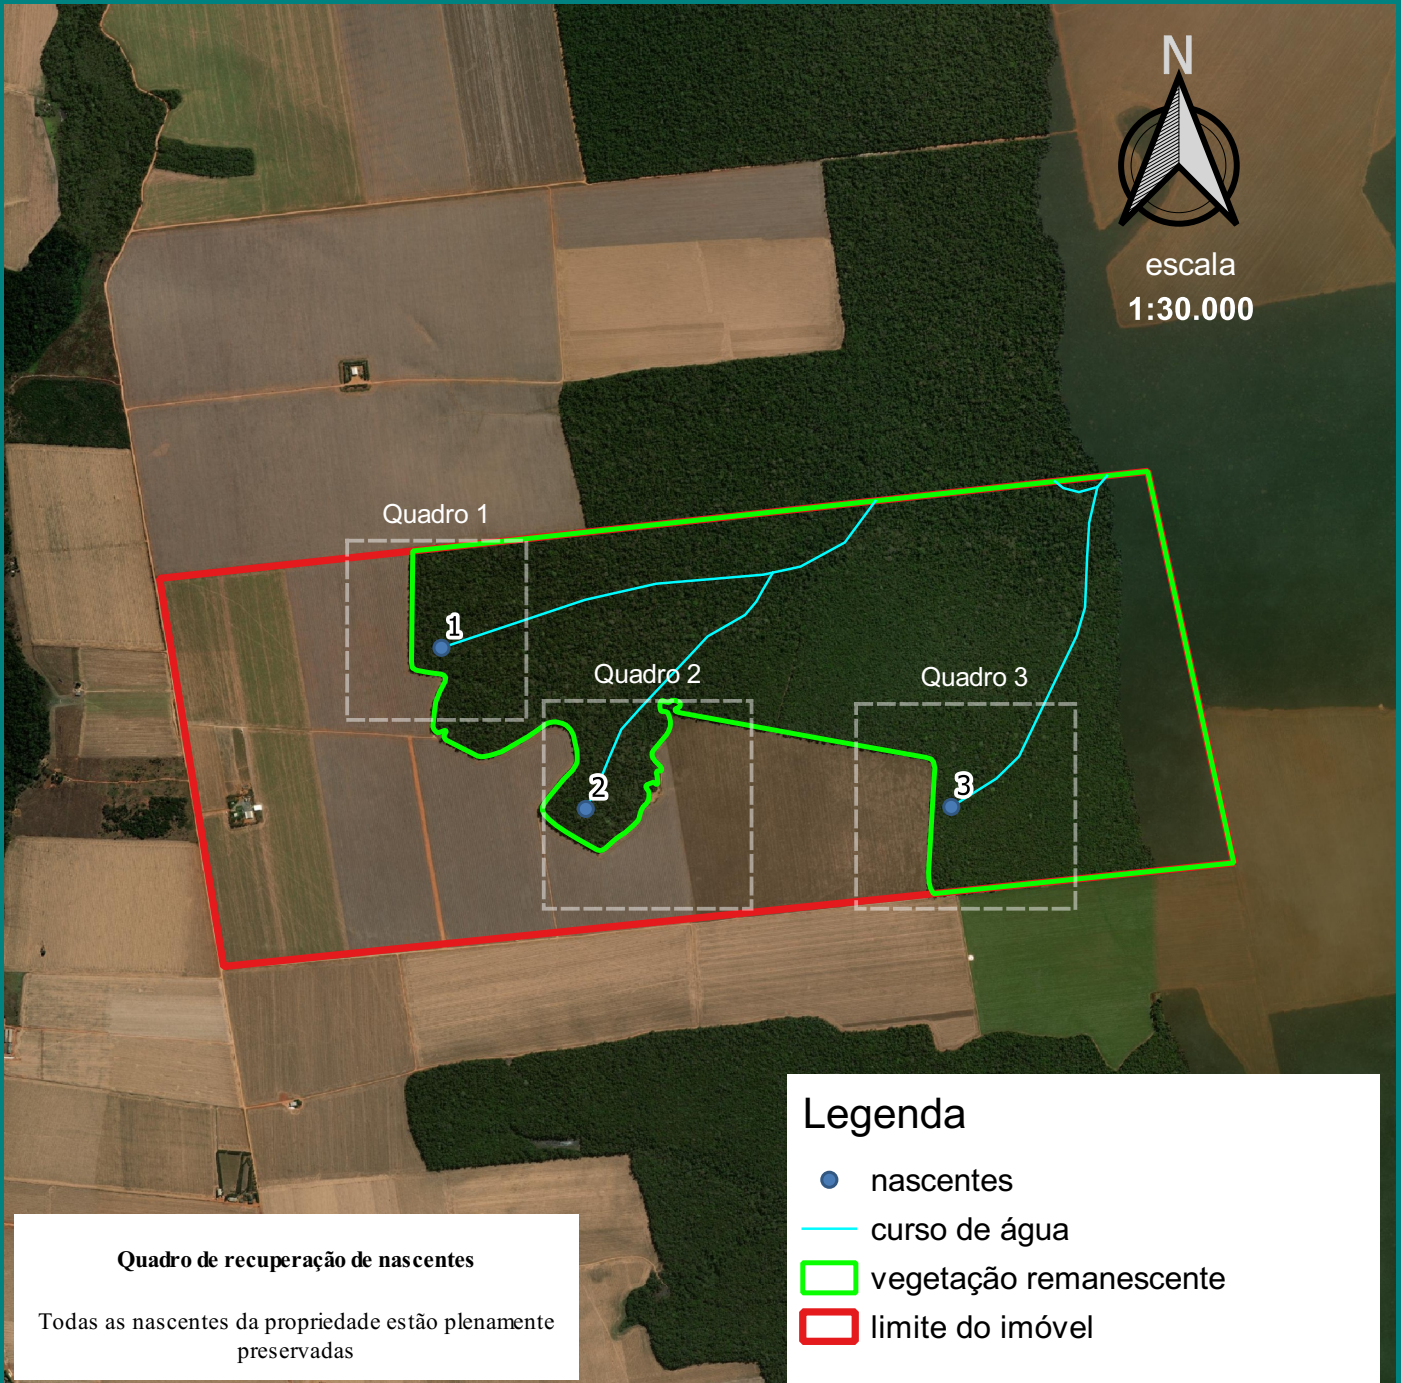 N
escala
1:30.000
Quadro 1
1
Quadro 2
2
Quadro 3
3
Legenda
nascentes
curso de água
vegetação remanescente
limite do imóvel
Quadro de recuperação de nascentes
Todas as nascentes da propriedade estão plenamente
preservadas